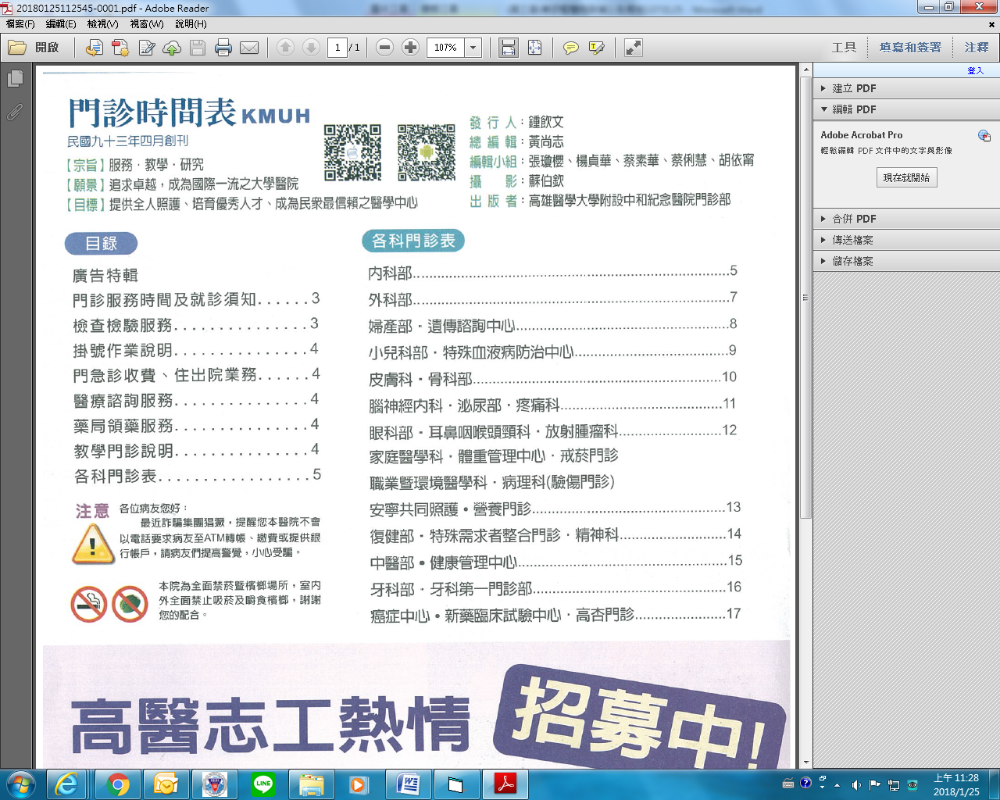 20180125112545-0001.pdf - Adobe Reader
檔案(F) 編輯(E) 檢視(V) 視窗(W) 說明(H)
開啟 1 / 1 107% 工具 填寫和簽署 注釋
登入
建立 PDF
編輯 PDF
Adobe Acrobat Pro
輕鬆編輯 PDF 文件中的文字與影像
現在就開始
合併 PDF
傳送檔案
儲存檔案
門診時間表 KMUH
民國九十三年四月創刊
【宗旨】服務・教學・研究
【願景】追求卓越，成為國際一流之大學醫院
【目標】提供全人照護、培育優秀人才、成為民眾最信賴之醫學中心
發行人：鍾飲文
總編輯：黃尚志
編輯小組：張瓊櫻、楊貞華、蔡素華、蔡俐慧、胡依甯
攝影：蘇伯欽
出版者：高雄醫學大學附設中和紀念醫院門診部
目錄
廣告特輯
門診服務時間及就診須知......3
檢查檢驗服務................3
掛號作業說明................4
門急診收費、住出院業務......4
醫療諮詢服務................4
藥局領藥服務................4
教學門診說明................4
各科門診表..................5
注意
各位病友您好：
最近詐騙集團猖獗，提醒您本醫院不會
以電話要求病友至ATM轉帳、繳費或提供銀
行帳戶，請病友們提高警覺，小心受騙。
本院為全面禁菸暨檳榔場所，室內
外全面禁止吸菸及嚼食檳榔，謝謝
您的配合。
各科門診表
內科部........................5
外科部........................7
婦產部・遺傳諮詢中心........................8
小兒科部・特殊血液病防治中心........................9
皮膚科・骨科部........................10
腦神經內科・泌尿部・疼痛科........................11
眼科部・耳鼻咽喉頭頸科・放射腫瘤科........................12
家庭醫學科・體重管理中心・戒菸門診
職業暨環境醫學科・病理科(驗傷門診)
安寧共同照護・營養門診........................13
復健部・特殊需求者整合門診・精神科........................14
中醫部・健康管理中心........................15
牙科部・牙科第一門診部........................16
癌症中心・新藥臨床試驗中心・高杏門診........................17
高醫志工熱情 招募中!
LINE
上午 11:28
2018/1/25